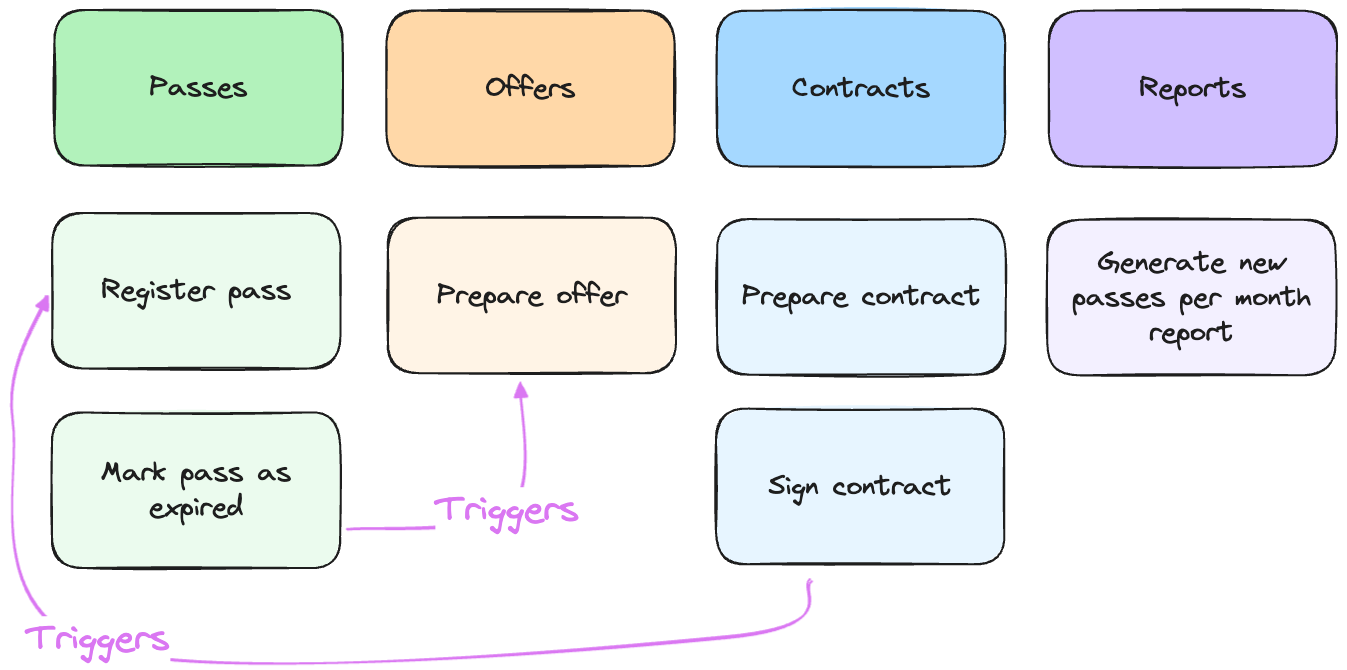 Passes
Offers
Contracts
Reports
Register pass
Prepare offer
Prepare contract
Generate new
passes per month
report
Mark pass as
expired
Triggers
Sign contract
Triggers